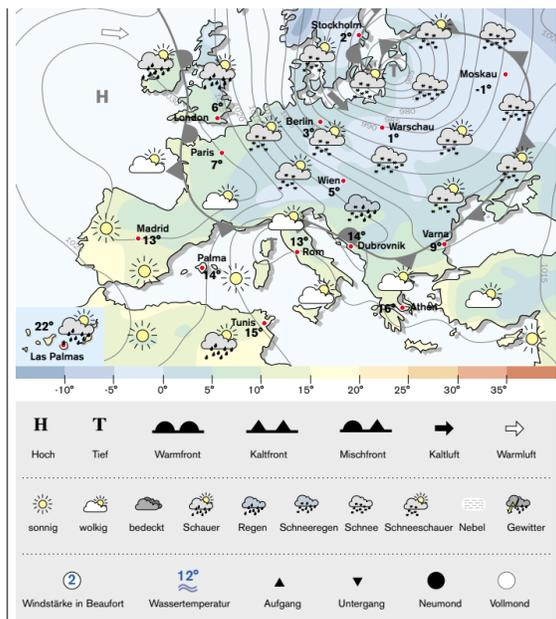 Stockholm
2°
H
T
Moskau
-1°
6°
London
Berlin
3°
Warschau
1°
Paris
7°
Wien
5°
Madrid
13°
Palma
14°
13°
Rom
14°
Dubrovnik
Varna
9°
16°
Athen
1015
22°
Las Palmas
Tunis
15°
-10° -5° 0° 5° 10° 15° 20° 25° 30° 35°
H T
Hoch Tief Warmfront Kaltfront Mischfront Kaltluft Warmluft
sonnig wolkig bedeckt Schauer Regen Schneeregen Schnee Schneeschauer Nebel Gewitter
2 12°
Windstärke in Beaufort Wassertemperatur Aufgang Untergang Neumond Vollmond